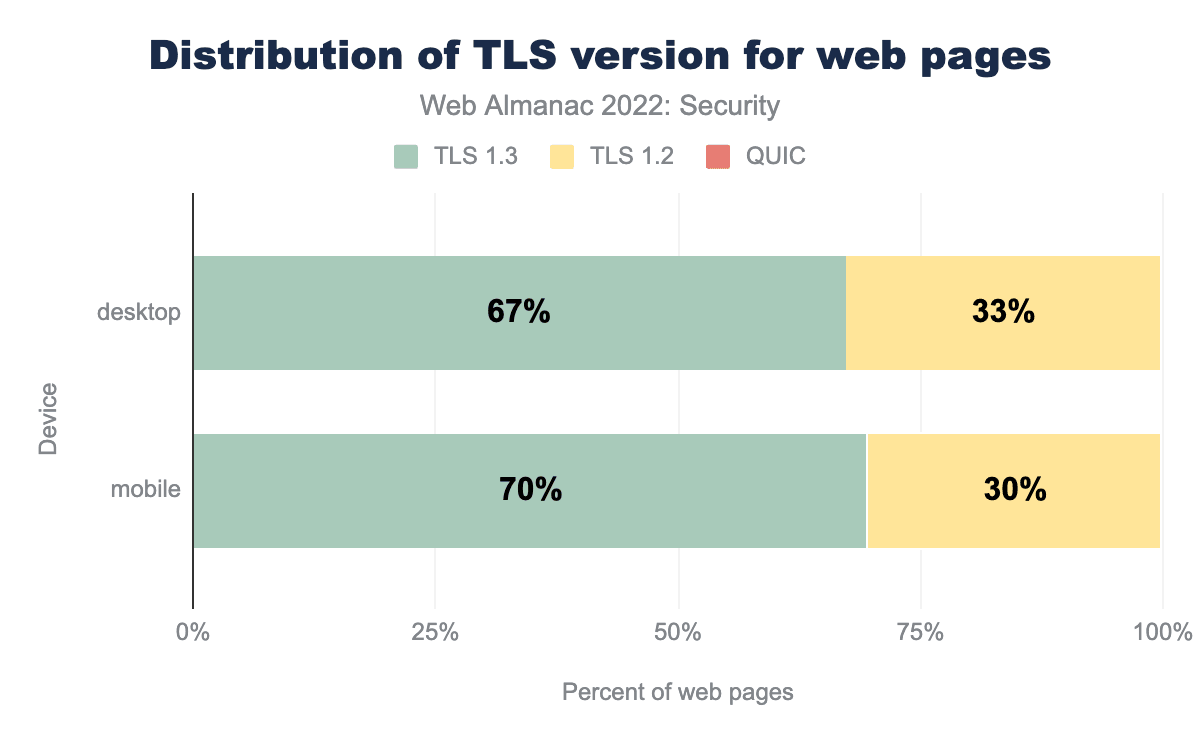 Distribution of TLS version for web pages
Web Almanac 2022: Security
TLS 1.3 TLS 1.2 QUIC
desktop 67% 33%
Device
mobile 70% 30%
0% 25% 50% 75% 100%
Percent of web pages